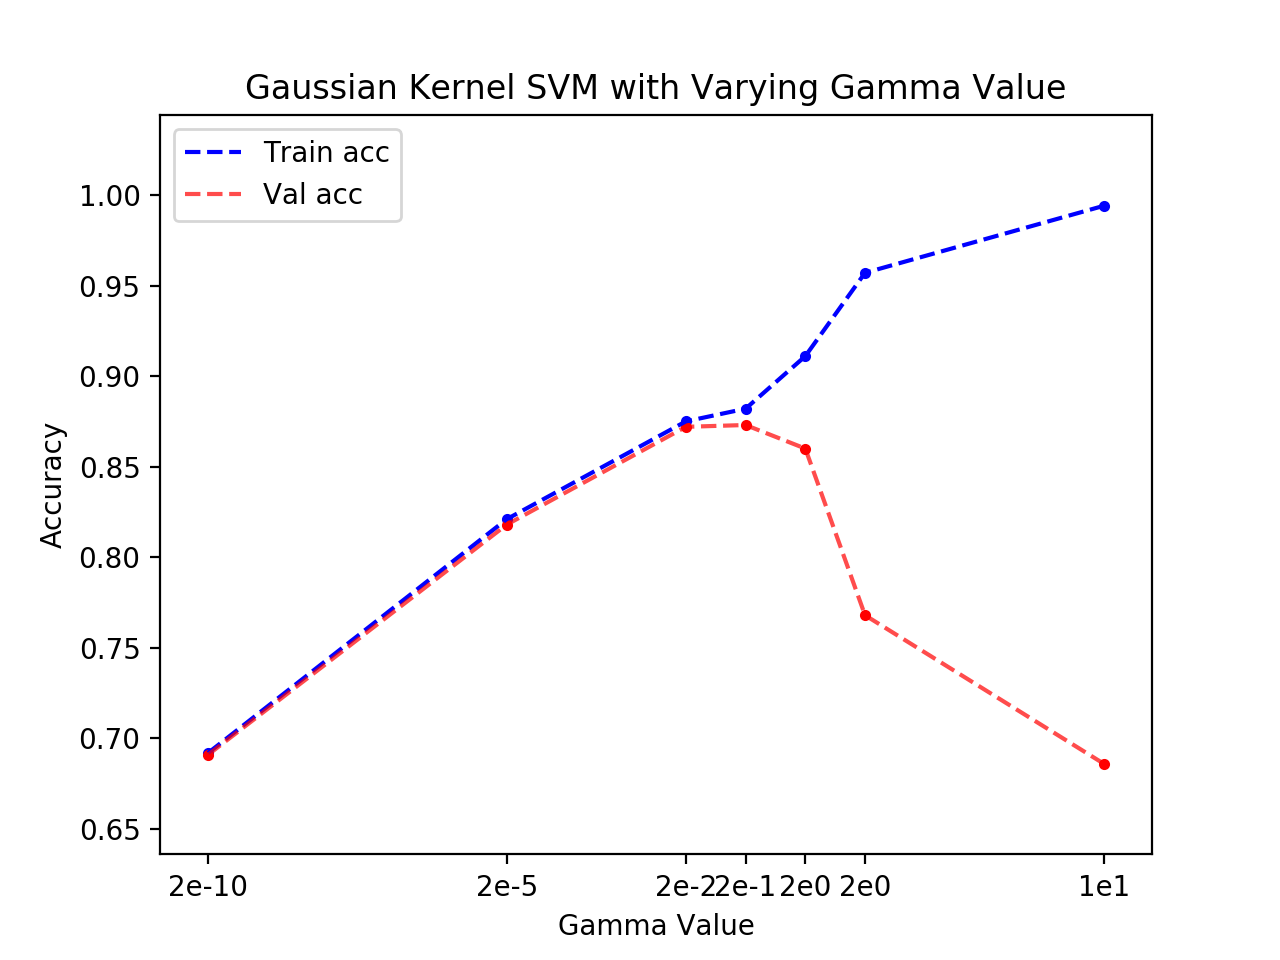 Gaussian Kernel SVM with Varying Gamma Value
Train acc
Val acc
1.00
0.95
0.90
0.85
0.80
0.75
0.70
0.65
Accuracy
2e-10 2e-5 2e-2 2e-1 2e0 2e0 1e1
Gamma Value